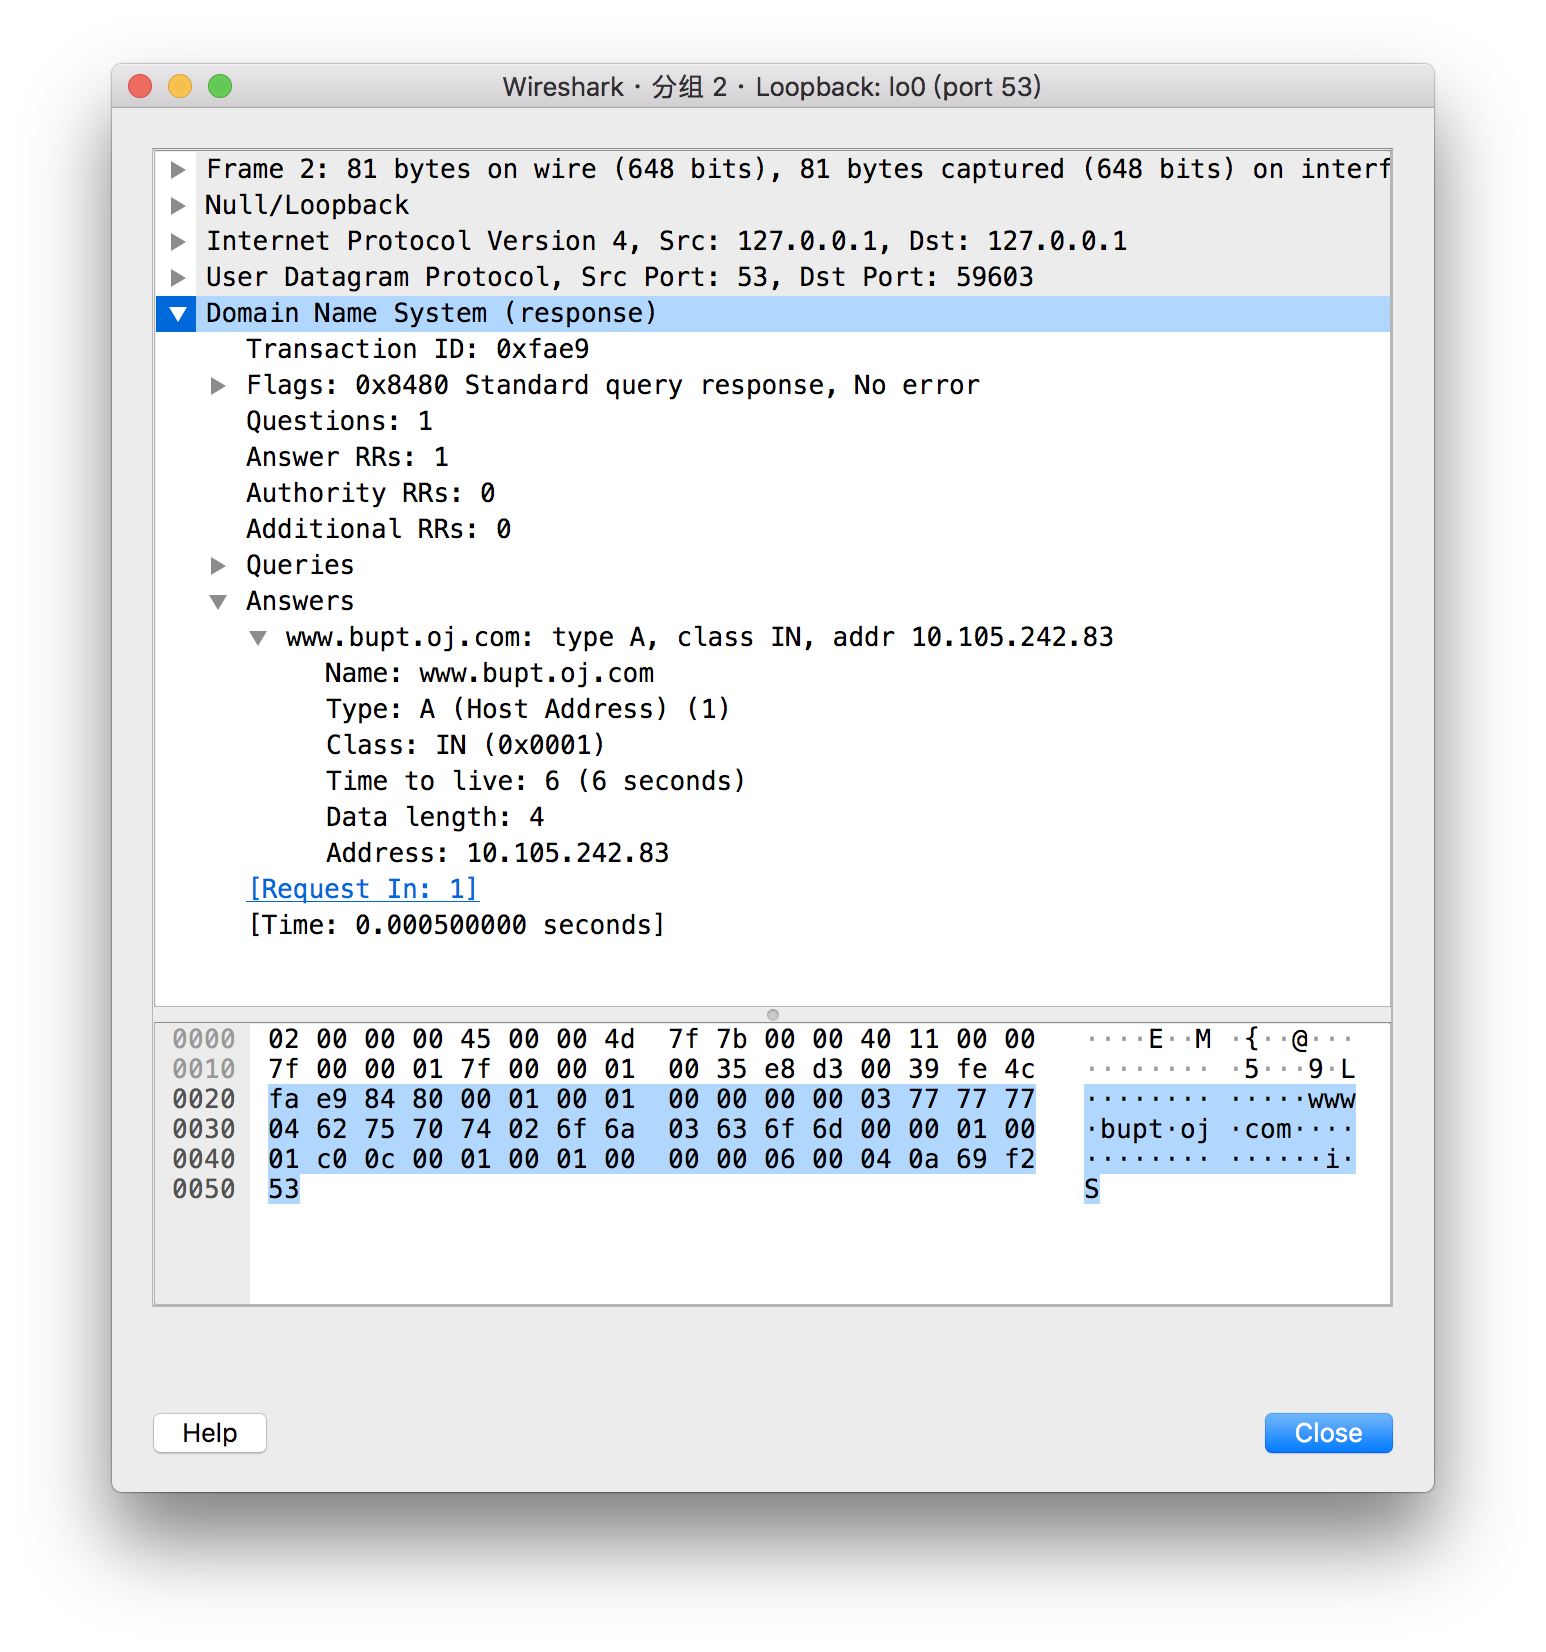 Wireshark · 分组 2 · Loopback: lo0 (port 53)
Frame 2: 81 bytes on wire (648 bits), 81 bytes captured (648 bits) on interf
Null/Loopback
Internet Protocol Version 4, Src: 127.0.0.1, Dst: 127.0.0.1
User Datagram Protocol, Src Port: 53, Dst Port: 59603
Domain Name System (response)
Transaction ID: 0xfae9
Flags: 0x8480 Standard query response, No error
Questions: 1
Answer RRs: 1
Authority RRs: 0
Additional RRs: 0
Queries
Answers
www.bupt.oj.com: type A, class IN, addr 10.105.242.83
Name: www.bupt.oj.com
Type: A (Host Address) (1)
Class: IN (0x0001)
Time to live: 6 (6 seconds)
Data length: 4
Address: 10.105.242.83
[Request In: 1]
[Time: 0.000500000 seconds]
0000 02 00 00 00 45 00 00 4d 7f 7b 00 00 40 11 00 00 ····E··M ·{··@···
0010 7f 00 00 01 7f 00 00 01 00 35 e8 d3 00 39 fe 4c ········ ·5···9·L
0020 fa e9 84 80 00 01 00 01 00 00 00 00 03 77 77 77 ········ ·····www
0030 04 62 75 70 74 02 6f 6a 03 63 6f 6d 00 00 01 00 ·bupt·oj ·com····
0040 01 c0 0c 00 01 00 01 00 00 00 06 00 04 0a 69 f2 ········ ······i·
0050 53 S
Help Close